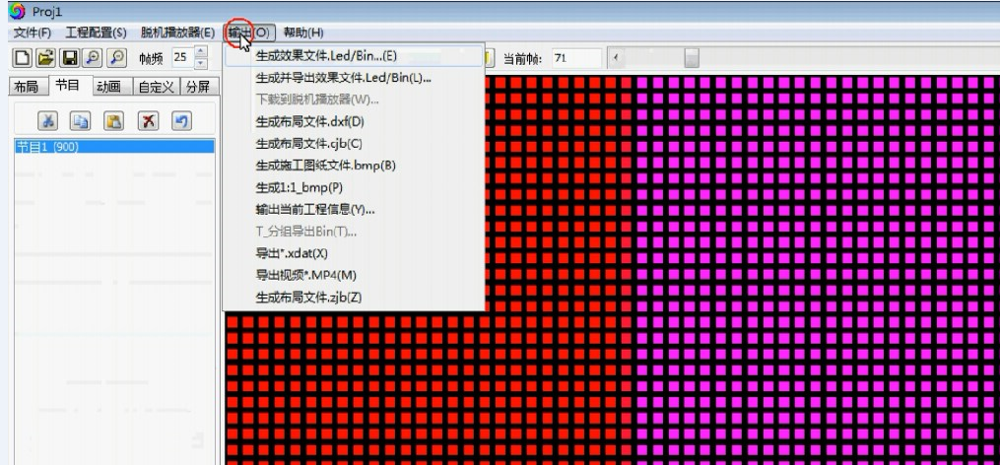 Proj1
文件(F) 工程配置(S) 脱机播放器(E) 输出(O) 帮助(H)
帧频 25 当前帧: 71
布局 节目 动画 自定义 分屏
节目1 (900)
生成效果文件.Led/Bin...(E)
生成并导出效果文件.Led/Bin(L)...
下载到脱机播放器(W)...
生成布局文件.dxf(D)
生成布局文件.cjb(C)
生成施工图纸文件.bmp(B)
生成1:1_bmp(P)
输出当前工程信息(Y)...
T_分组导出Bin(T)...
导出*.xdat(X)
导出视频*.MP4(M)
生成布局文件.zjb(Z)